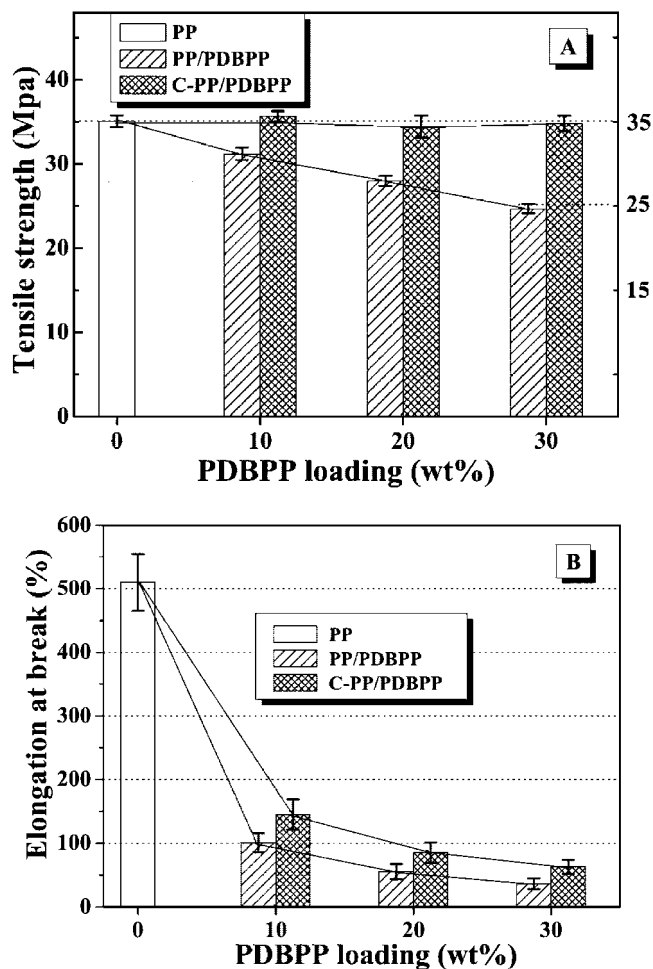 PP
PP/PDBPP
C-PP/PDBPP
A
Tensile strength (Mpa)
40
30
20
10
0
35
25
15
0
10
20
30
PDBPP loading (wt%)
B
Elongation at break (%)
600
500
400
300
200
100
0
PP
PP/PDBPP
C-PP/PDBPP
0
10
20
30
PDBPP loading (wt%)